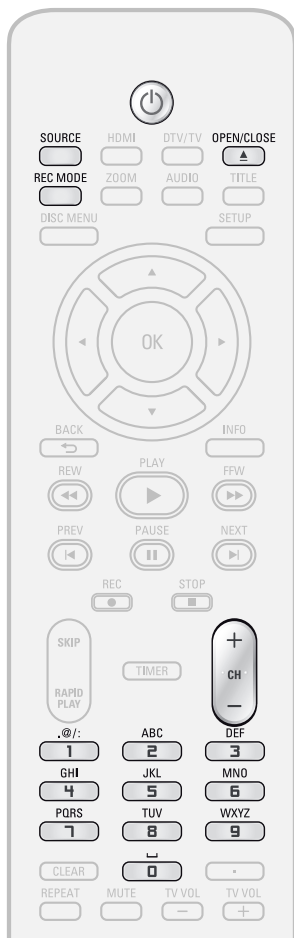 SOURCE HDMI DTV/TV OPEN/CLOSE
REC MODE ZOOM AUDIO TITLE
DISC MENU SETUP
OK
BACK INFO
REW PLAY FFW
PREV PAUSE NEXT
REC STOP
SKIP
+
TIMER
CH
RAPID
PLAY
−
.@/: ABC DEF
1 2 3
GHI JKL MNO
4 5 6
PQRS TUV WXYZ
7 8 9
␣
CLEAR 0 •
REPEAT MUTE TV VOL TV VOL
− +